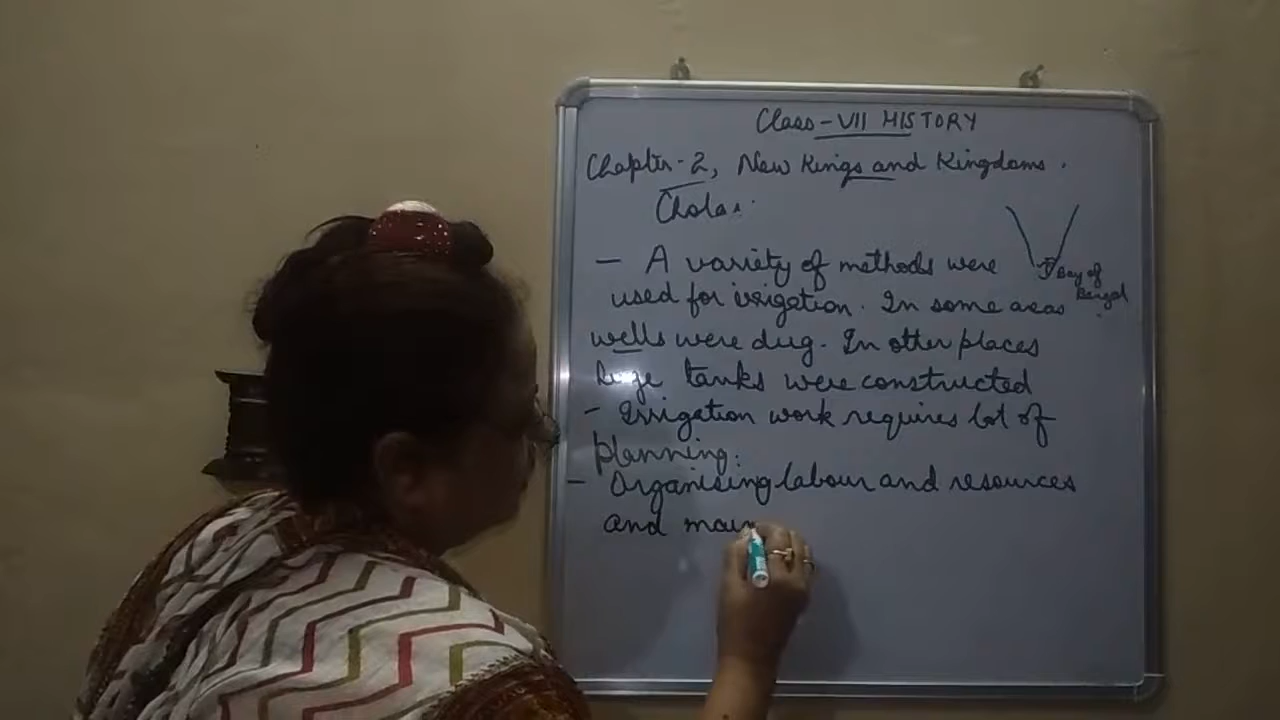 Class-VII HISTORY
Chapter-2, New Kings and Kingdoms.
Cholas.
- A variety of methods were
used for irrigation. In some areas
wells were dug. In other places
huge tanks were constructed
- Irrigation work requires lot of
planning.
- Organising labour and resources
and main
Bay of
Bengal